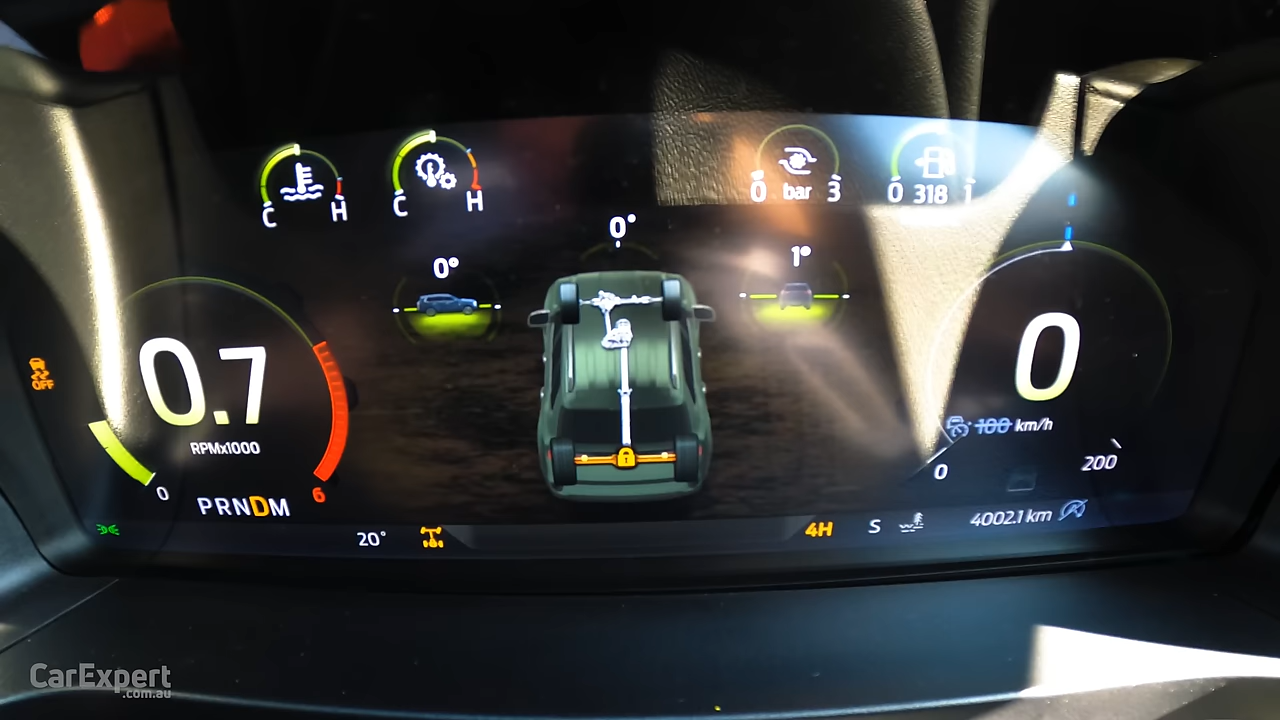 C H
C H
0 bar 3
0 318 1
0°
0°
1°
0.7
RPMx1000
0
6
OFF
PRNDM
0
100 km/h
0
200
20°
4H
S
4002.1 km
CarExpert
.com.au